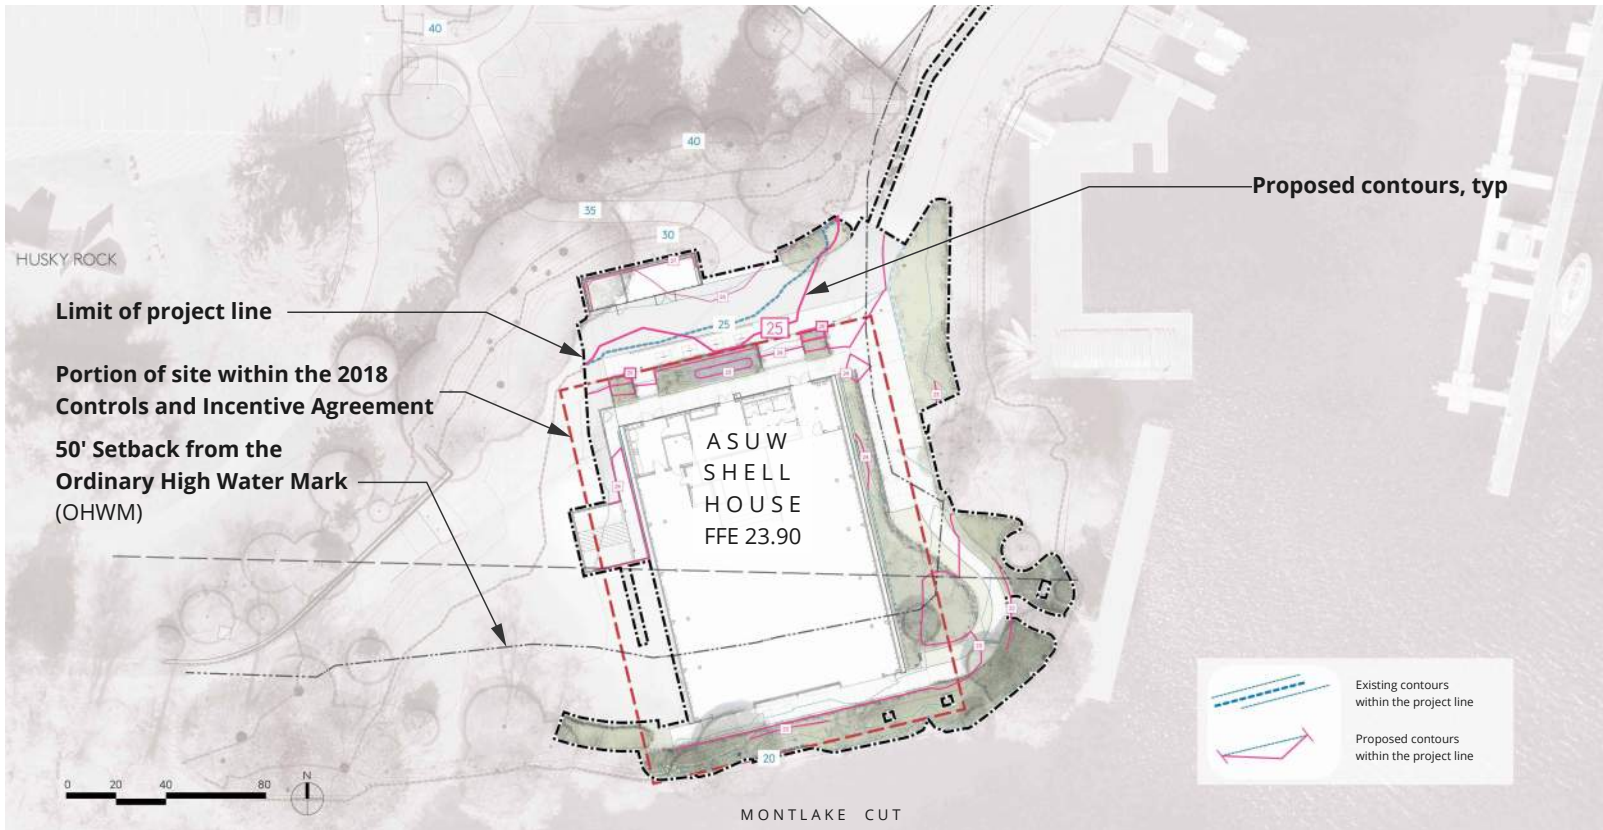 40
40
35
30
HUSKY ROCK
Proposed contours, typ
Limit of project line
25
25
Portion of site within the 2018
Controls and Incentive Agreement
50' Setback from the
Ordinary High Water Mark
(OHWM)
ASUW
SHELL
HOUSE
FFE 23.90
20
Existing contours
within the project line
Proposed contours
within the project line
0 20 40 80
N
MONTLAKE CUT